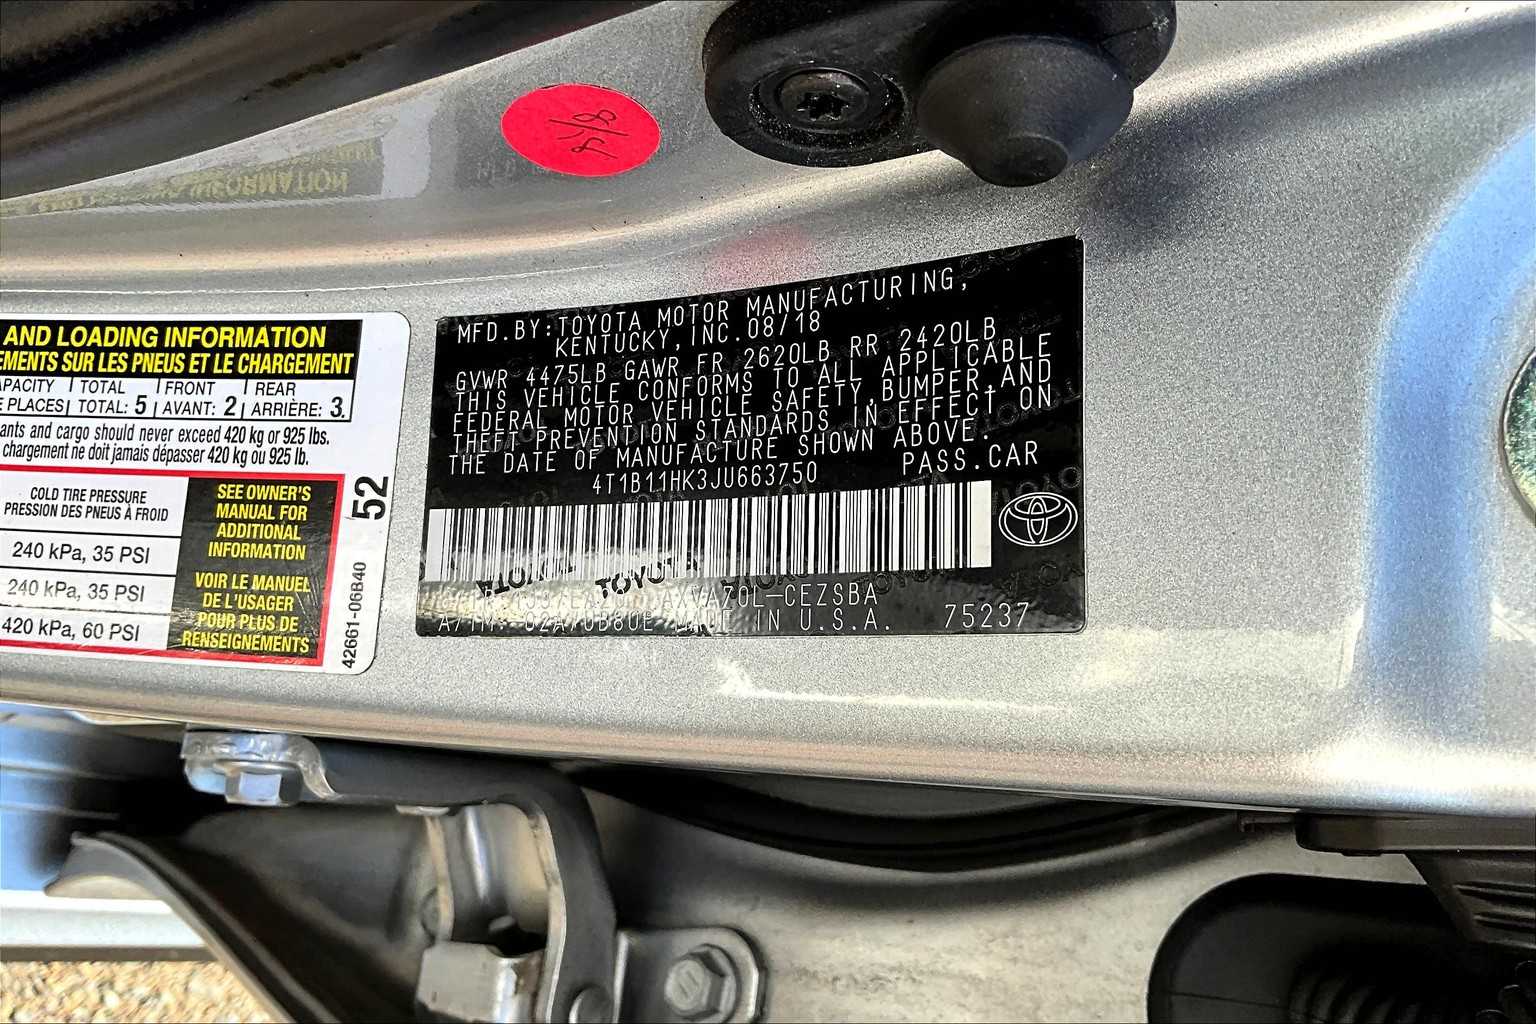 AND LOADING INFORMATION
EMENTS SUR LES PNEUS ET LE CHARGEMENT
APACITY TOTAL FRONT REAR
E PLACES TOTAL: 5 AVANT: 2 ARRIÈRE: 3
ants and cargo should never exceed 420 kg or 925 lbs.
chargement ne doit jamais dépasser 420 kg ou 925 lb.
COLD TIRE PRESSURE
PRESSION DES PNEUS À FROID
240 kPa, 35 PSI
240 kPa, 35 PSI
420 kPa, 60 PSI
SEE OWNER'S
MANUAL FOR
ADDITIONAL
INFORMATION
VOIR LE MANUEL
DE L'USAGER
POUR PLUS DE
RENSEIGNEMENTS
52
42661-06B40
MFD.BY:TOYOTA MOTOR MANUFACTURING,
KENTUCKY,INC.08/18
GVWR 4475LB GAWR FR 2620LB RR 2420LB
THIS VEHICLE CONFORMS TO ALL APPLICABLE
FEDERAL MOTOR VEHICLE SAFETY,BUMPER,AND
THEFT PREVENTION STANDARDS IN EFFECT ON
THE DATE OF MANUFACTURE SHOWN ABOVE.
4T1B11HK3JU663750 PASS.CAR
TOYOTA
AXVA70L-CEZSBA
MADE IN U.S.A. 75237